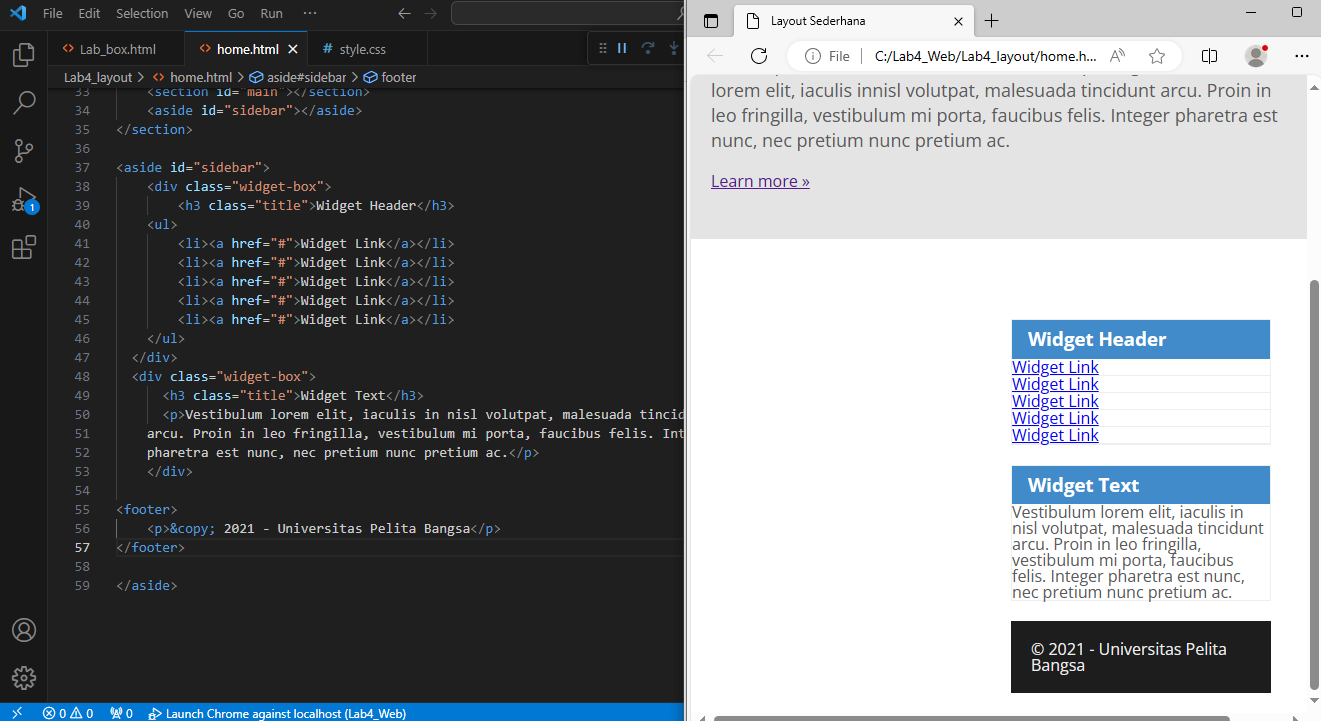 File Edit Selection View Go Run ···
Lab_box.html home.html style.css
Lab4_layout > home.html > aside#sidebar > footer
33 <section id="main"></section>
34 <aside id="sidebar"></aside>
35 </section>
36
37 <aside id="sidebar">
38 <div class="widget-box">
39 <h3 class="title">Widget Header</h3>
40 <ul>
41 <li><a href="#">Widget Link</a></li>
42 <li><a href="#">Widget Link</a></li>
43 <li><a href="#">Widget Link</a></li>
44 <li><a href="#">Widget Link</a></li>
45 <li><a href="#">Widget Link</a></li>
46 </ul>
47 </div>
48 <div class="widget-box">
49 <h3 class="title">Widget Text</h3>
50 <p>Vestibulum lorem elit, iaculis in nisl volutpat, malesuada tincid
51 arcu. Proin in leo fringilla, vestibulum mi porta, faucibus felis. Int
52 pharetra est nunc, nec pretium nunc pretium ac.</p>
53 </div>
54
55 <footer>
56 <p>&copy; 2021 - Universitas Pelita Bangsa</p>
57 </footer>
58
59 </aside>
1
0 0 0 Launch Chrome against localhost (Lab4_Web)
Layout Sederhana
File C:/Lab4_Web/Lab4_layout/home.h...
lorem elit, iaculis innisl volutpat, malesuada tincidunt arcu. Proin in
leo fringilla, vestibulum mi porta, faucibus felis. Integer pharetra est
nunc, nec pretium nunc pretium ac.
Learn more »
Widget Header
Widget Link
Widget Link
Widget Link
Widget Link
Widget Link
Widget Text
Vestibulum lorem elit, iaculis in
nisl volutpat, malesuada tincidunt
arcu. Proin in leo fringilla,
vestibulum mi porta, faucibus
felis. Integer pharetra est nunc,
nec pretium nunc pretium ac.
© 2021 - Universitas Pelita
Bangsa